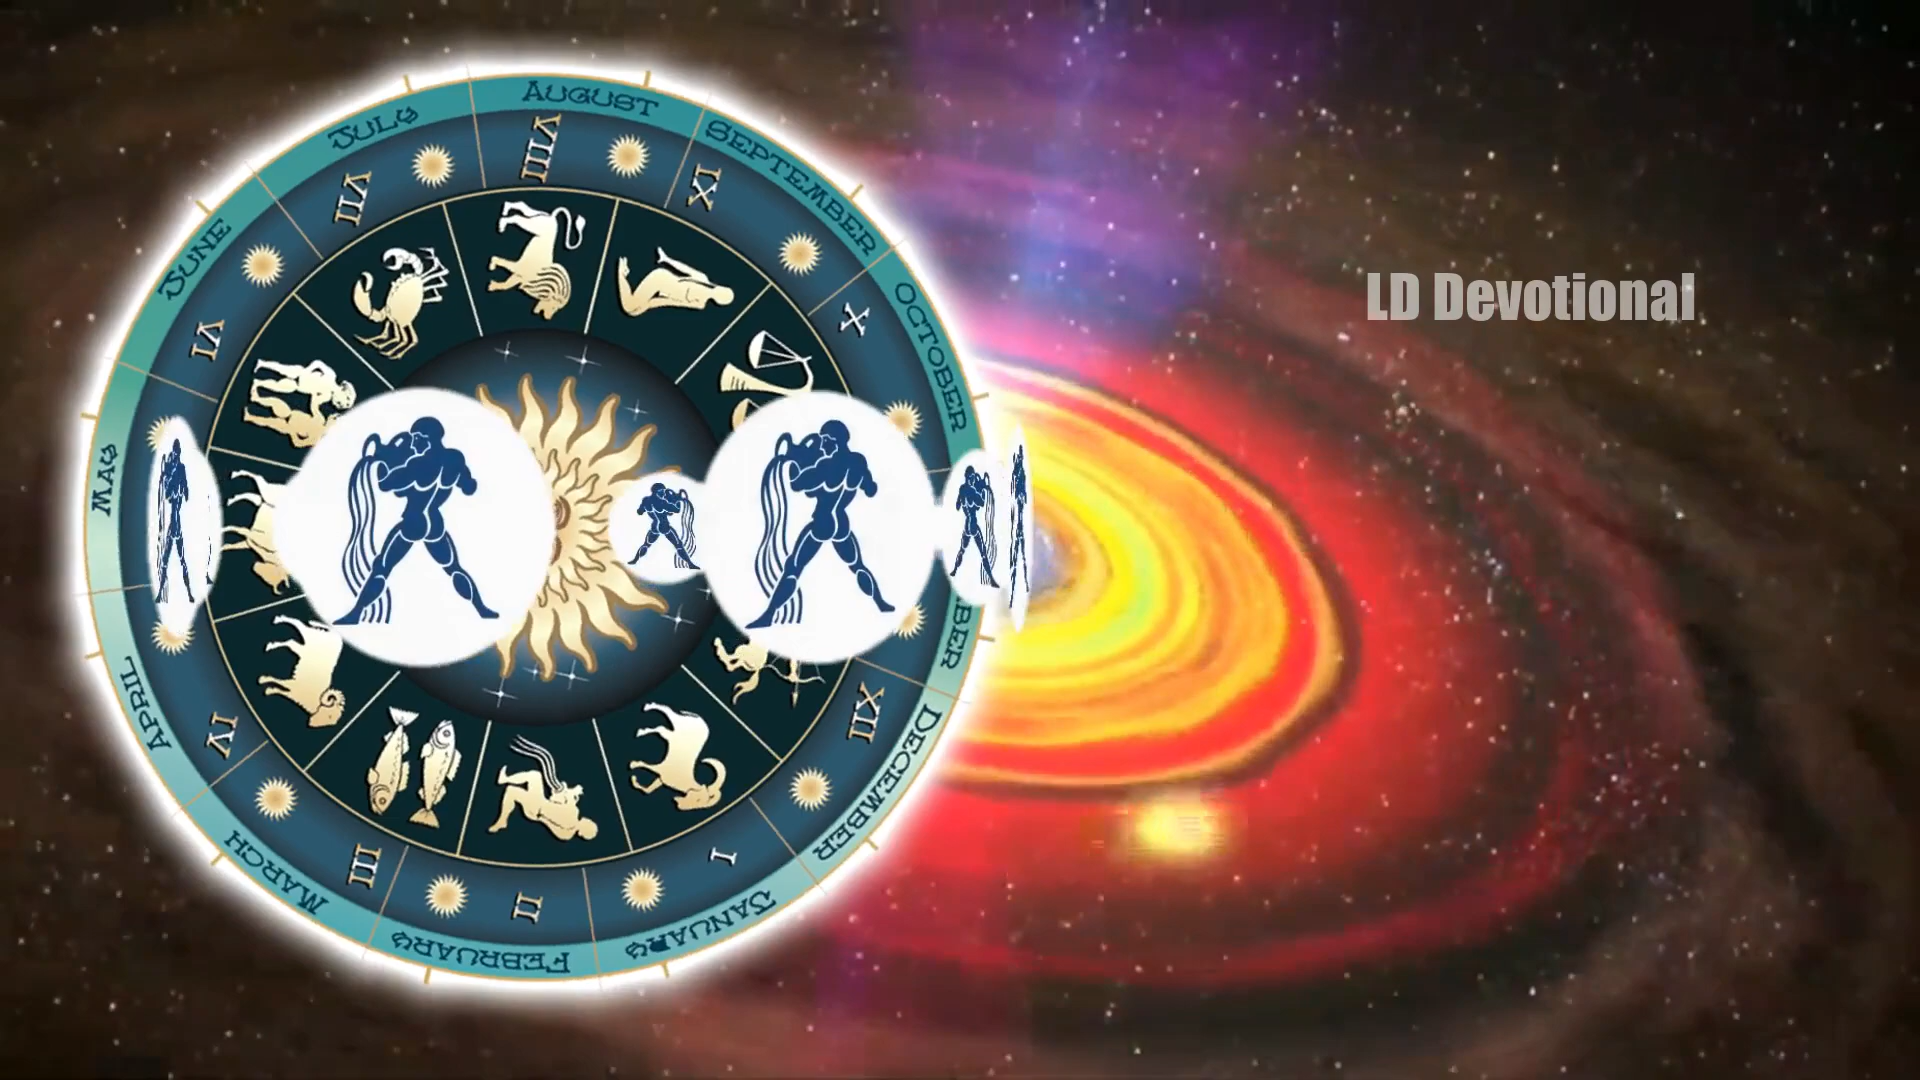 LD Devotional
AUGUST
SEPTEMBER
OCTOBER
BER
DECEMBER
JANUARY
FEBRUARY
MARCH
APRIL
MAY
JUNE
JULY
VIII
IX
X
XII
I
II
III
IV
VI
VII